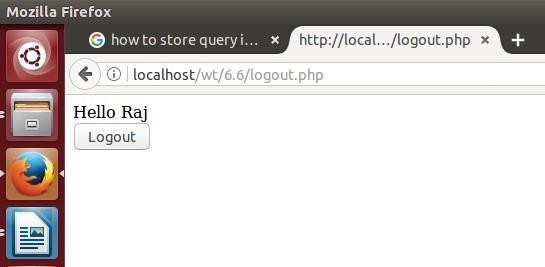 Mozilla Firefox
how to store query i... ×
http://local.../logout.php ×
localhost/wt/6.6/logout.php
Hello Raj
Logout